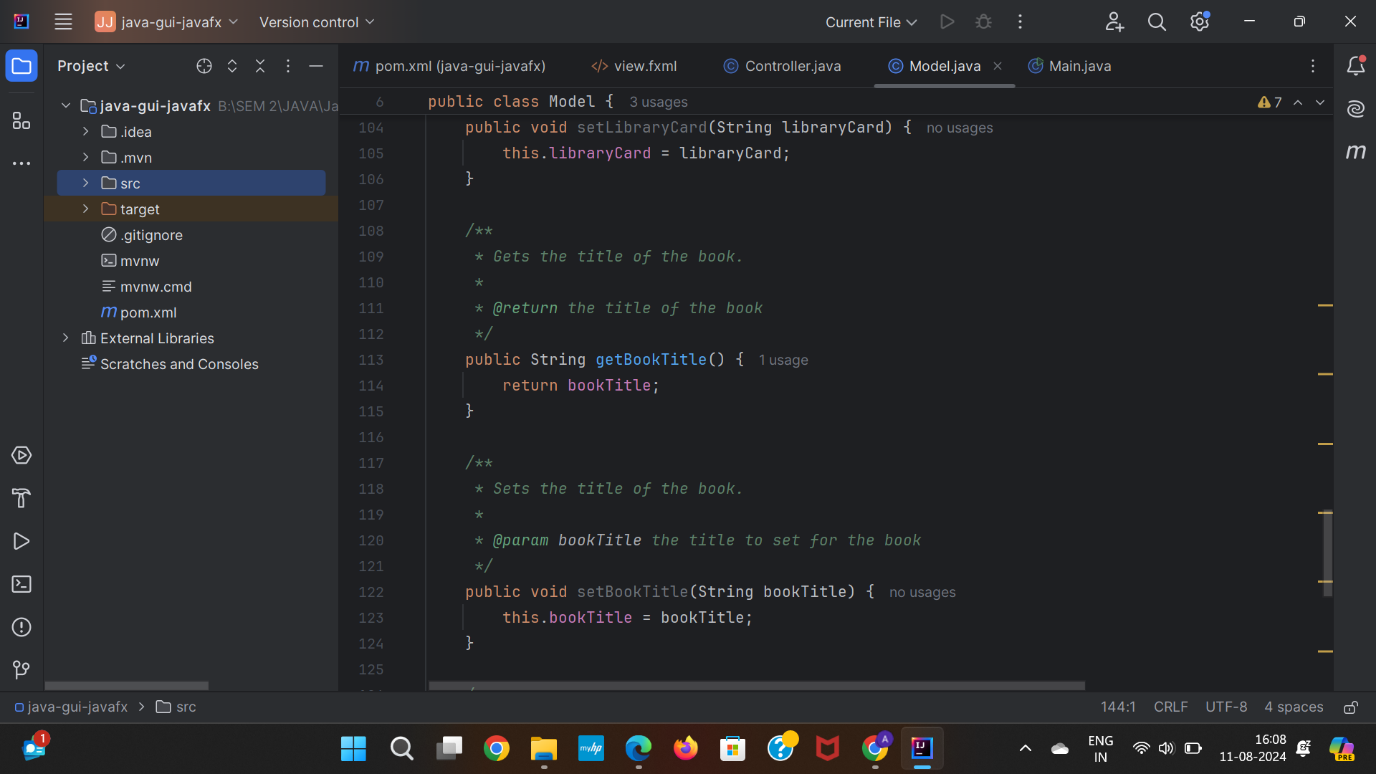 JJ java-gui-javafx Version control Current File
Project
pom.xml (java-gui-javafx) view.fxml Controller.java Model.java Main.java
java-gui-javafx B:\SEM 2\JAVA\Ja
.idea
.mvn
src
target
.gitignore
mvnw
mvnw.cmd
pom.xml
External Libraries
Scratches and Consoles
6 public class Model { 3 usages 7
104 public void setLibraryCard(String libraryCard) { no usages
105 this.libraryCard = libraryCard;
106 }
107
108 /**
109 * Gets the title of the book.
110 *
111 * @return the title of the book
112 */
113 public String getBookTitle() { 1 usage
114 return bookTitle;
115 }
116
117 /**
118 * Sets the title of the book.
119 *
120 * @param bookTitle the title to set for the book
121 */
122 public void setBookTitle(String bookTitle) { no usages
123 this.bookTitle = bookTitle;
124 }
125
java-gui-javafx > src 144:1 CRLF UTF-8 4 spaces
1 myhp A ENG 16:08
IN 11-08-2024 PRE